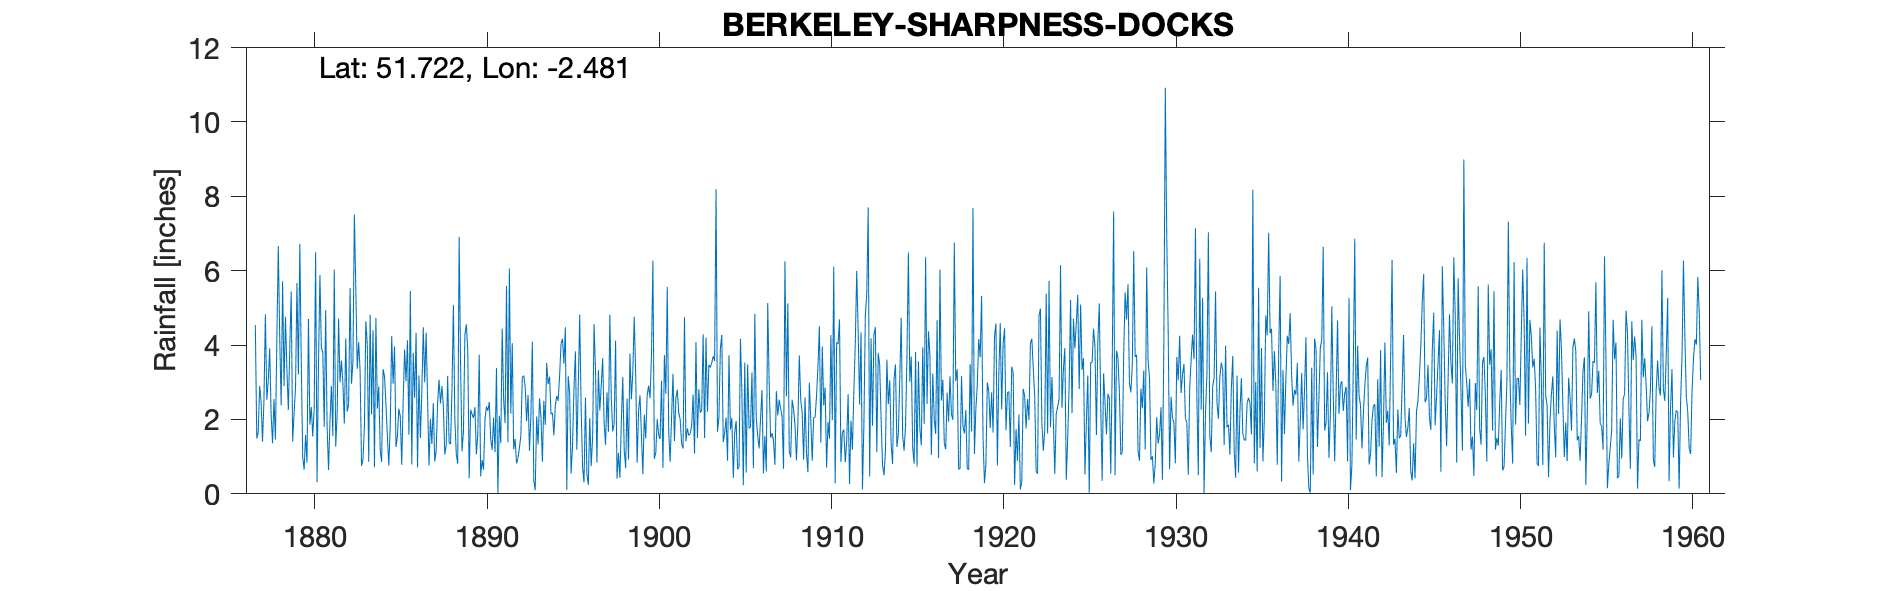 BERKELEY-SHARPNESS-DOCKS
Lat: 51.722, Lon: -2.481
12
10
8
6
4
2
0
Rainfall [inches]
1880 1890 1900 1910 1920 1930 1940 1950 1960
Year